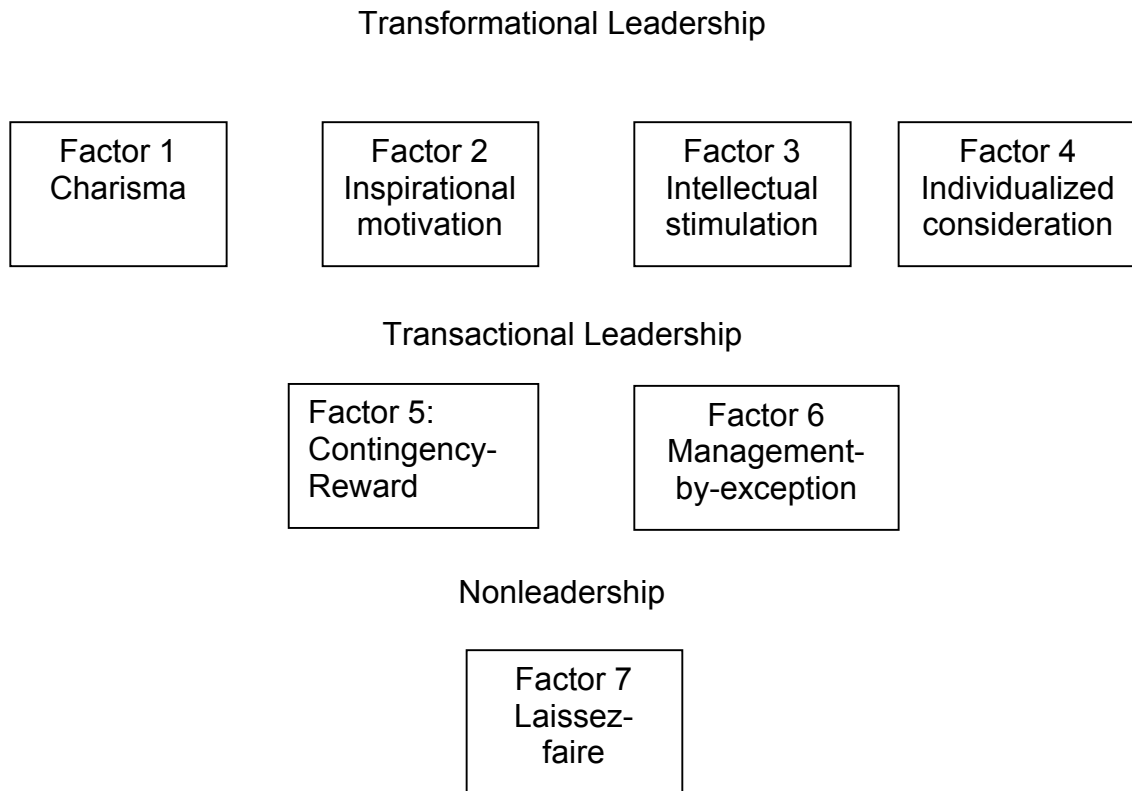 Transformational Leadership
Factor 1
Charisma
Factor 2
Inspirational
motivation
Factor 3
Intellectual
stimulation
Factor 4
Individualized
consideration
Transactional Leadership
Factor 5:
Contingency-
Reward
Factor 6
Management-
by-exception
Nonleadership
Factor 7
Laissez-
faire